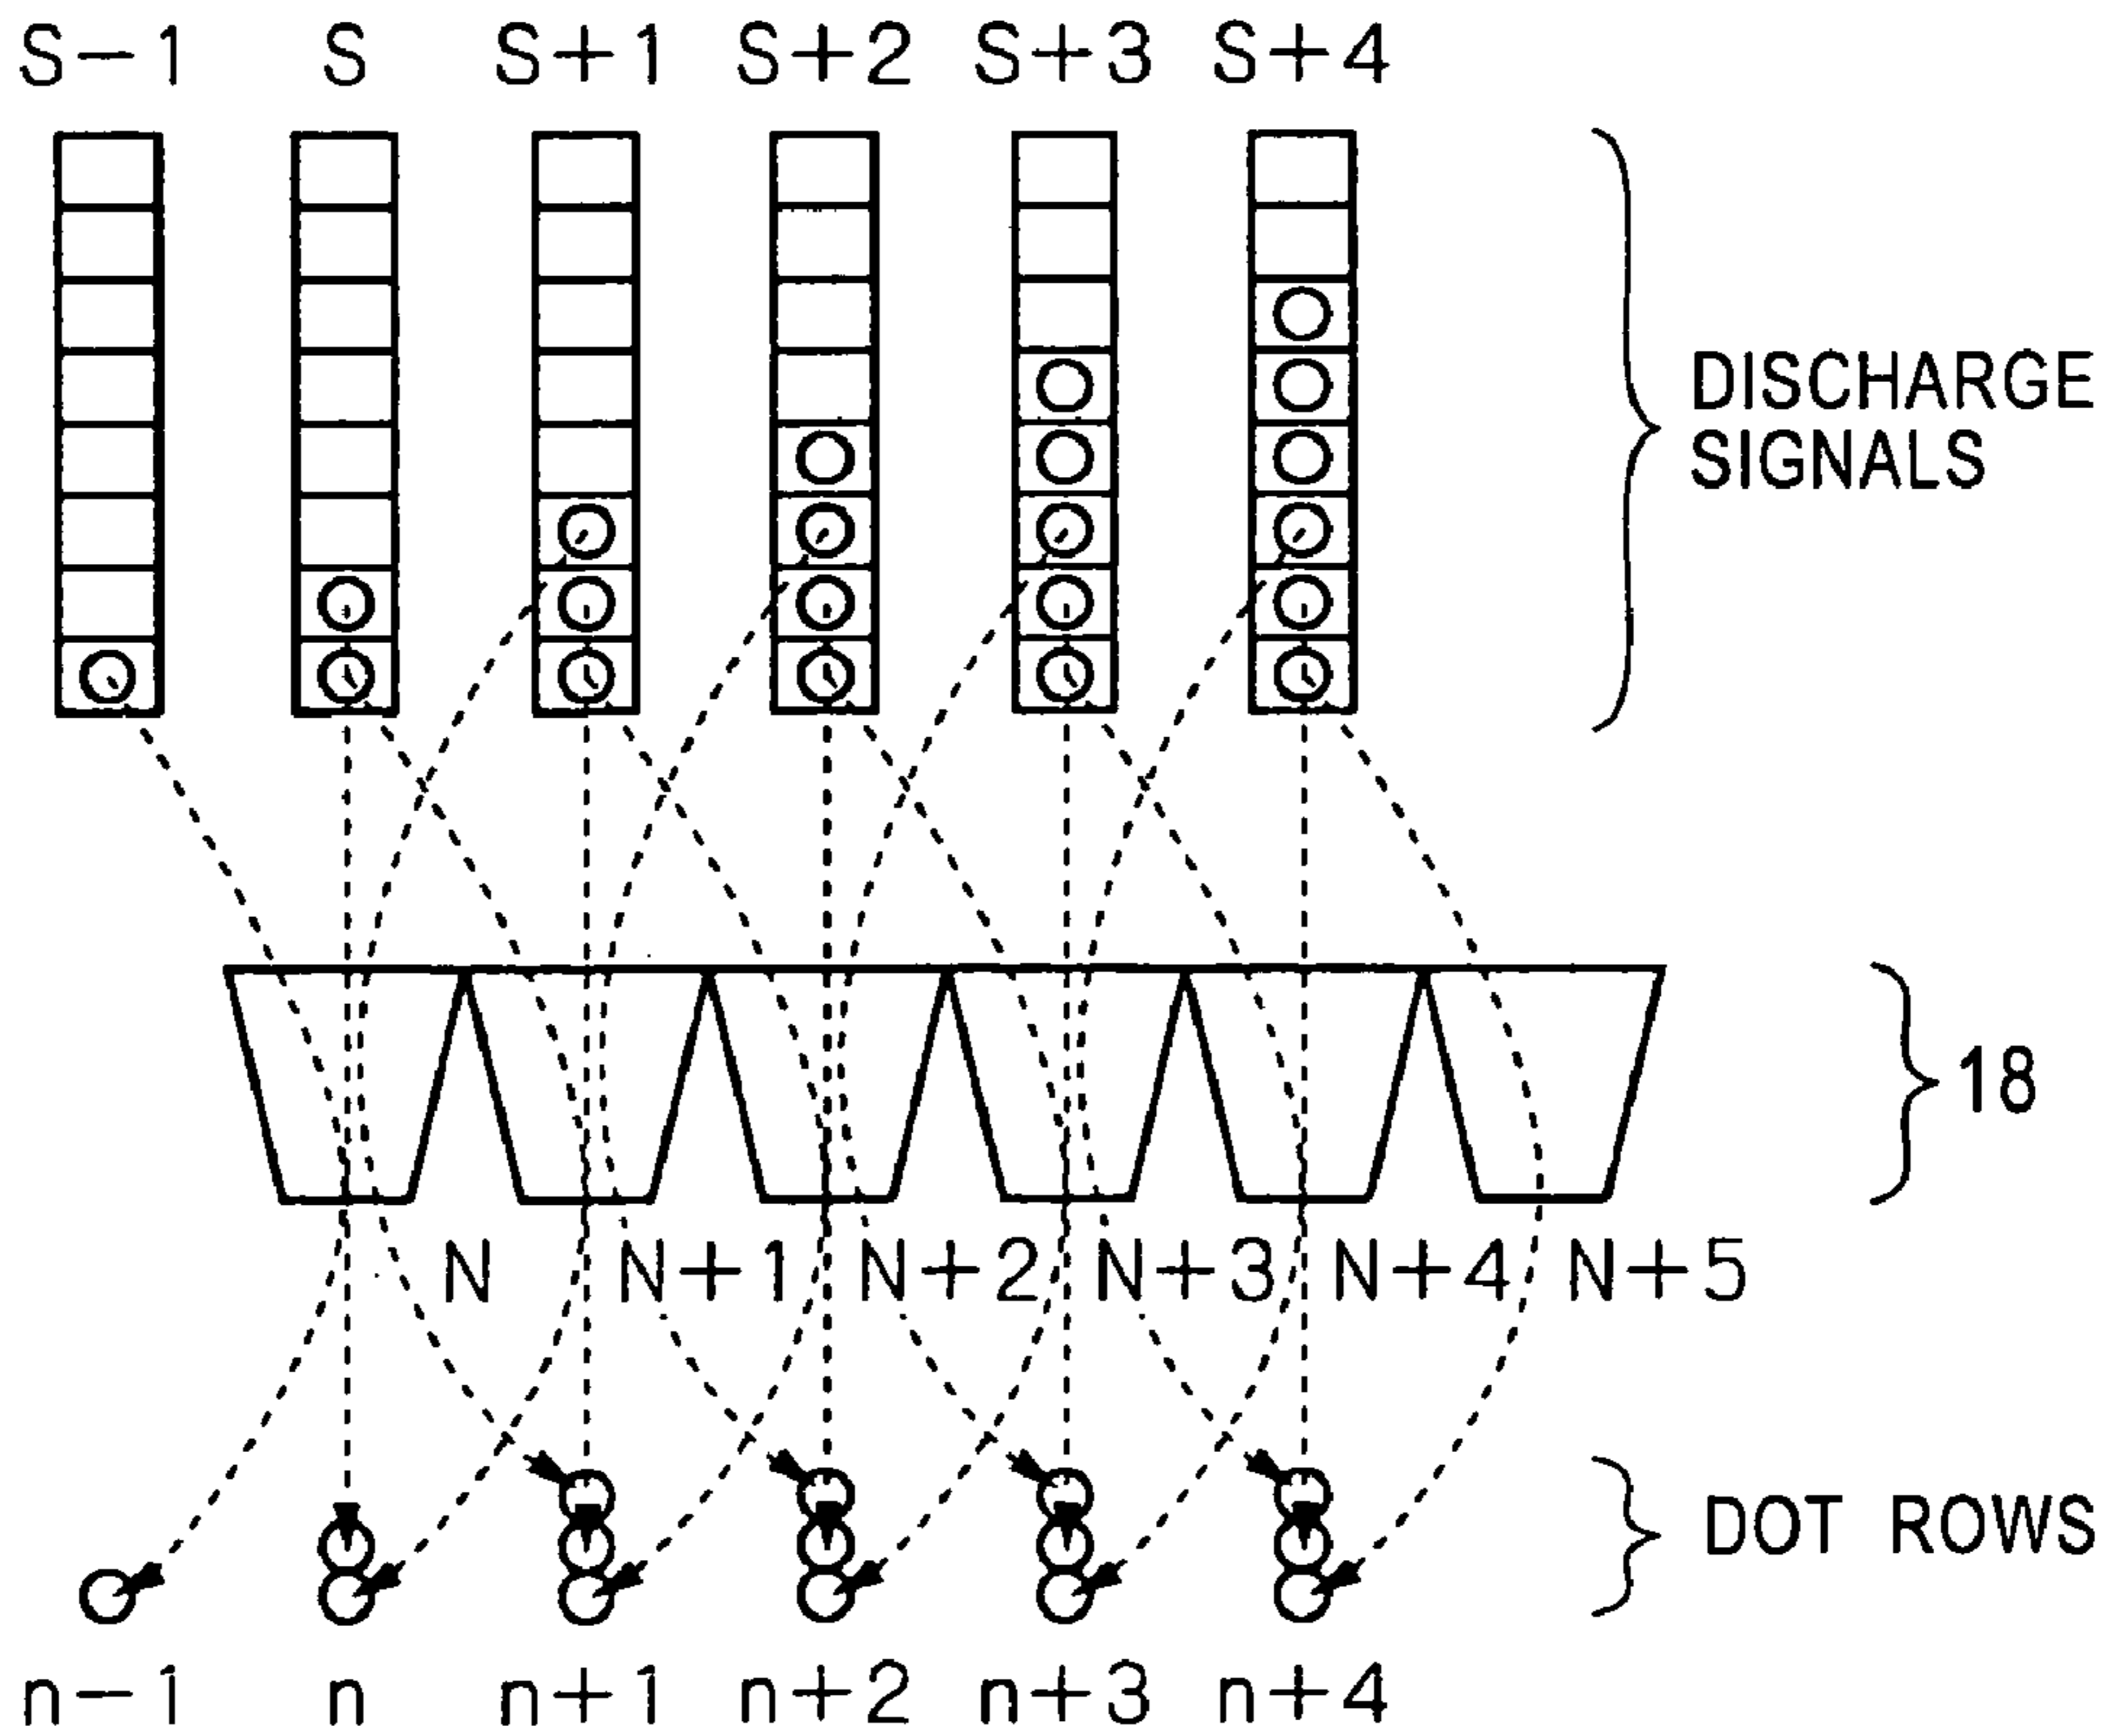 S−1 S S+1 S+2 S+3 S+4
DISCHARGE
SIGNALS
18
N N+1 N+2 N+3 N+4 N+5
DOT ROWS
n−1 n n+1 n+2 n+3 n+4